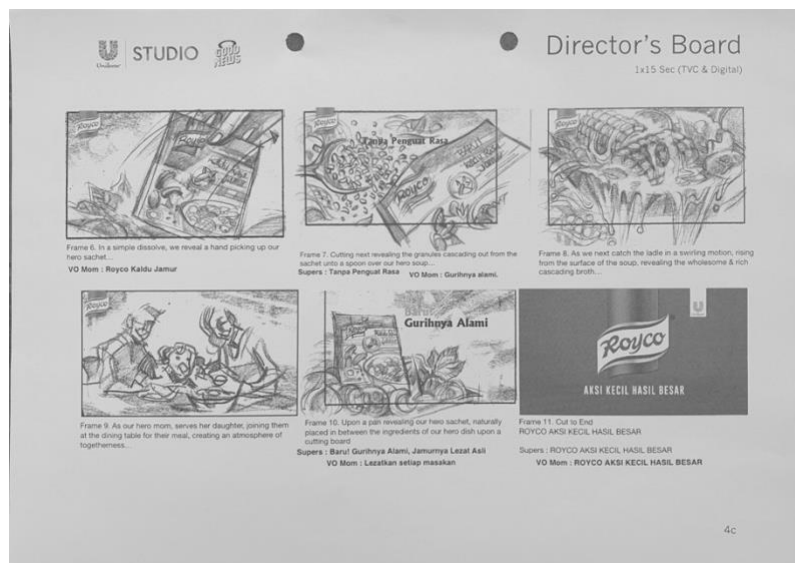 Unilever
STUDIO
GOOD
NEWS
Director's Board
1x15 Sec (TVC & Digital)
Royco
Royco
Frame 6. In a simple dissolve, we reveal a hand picking up our
hero sachet...
VO Mom : Royco Kaldu Jamur
Royco
Tanpa Penguat Rasa
Royco
Frame 7. Cutting next revealing the granules cascading out from the
sachet unto a spoon over our hero soup...
Supers : Tanpa Penguat Rasa VO Mom : Gurihnya alami.
Royco
Frame 8. As we next catch the ladle in a swirling motion, rising
from the surface of the soup, revealing the wholesome & rich
cascading broth...
Royco
Frame 9. As our hero mom, serves her daughter, joining them
at the dining table for their meal, creating an atmosphere of
togetherness...
Baru!
Gurihnya Alami
Frame 10. Upon a pan revealing our hero sachet, naturally
placed in between the ingredients of our hero dish upon a
cutting board
Supers : Baru! Gurihnya Alami, Jamurnya Lezat Asli
VO Mom : Lezatkan setiap masakan
Royco
AKSI KECIL HASIL BESAR
Frame 11. Cut to End
ROYCO AKSI KECIL HASIL BESAR
Supers : ROYCO AKSI KECIL HASIL BESAR
VO Mom : ROYCO AKSI KECIL HASIL BESAR
4c